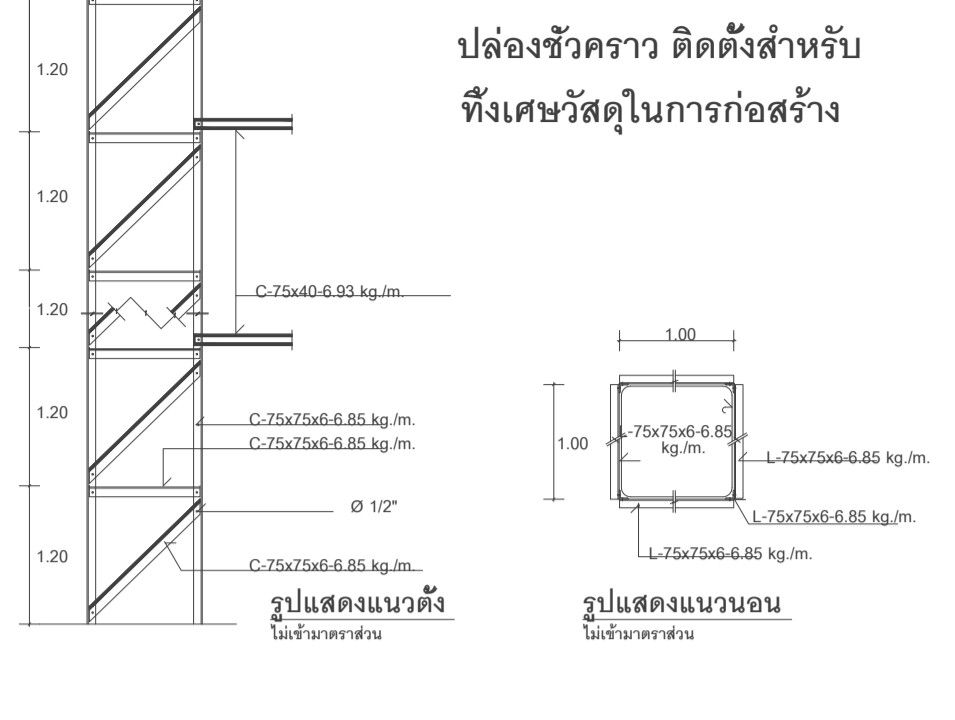 ปล่องชั่วคราว ติดตั้งสำหรับ
ทิ้งเศษวัสดุในการก่อสร้าง
1.20
1.20
1.20
1.20
1.20
C-75x40-6.93 kg./m.
C-75x75x6-6.85 kg./m.
C-75x75x6-6.85 kg./m.
Ø 1/2"
C-75x75x6-6.85 kg./m.
รูปแสดงแนวตั้ง
ไม่เข้ามาตราส่วน
1.00
1.00
L-75x75x6-6.85
kg./m.
L-75x75x6-6.85 kg./m.
L-75x75x6-6.85 kg./m.
L-75x75x6-6.85 kg./m.
รูปแสดงแนวนอน
ไม่เข้ามาตราส่วน